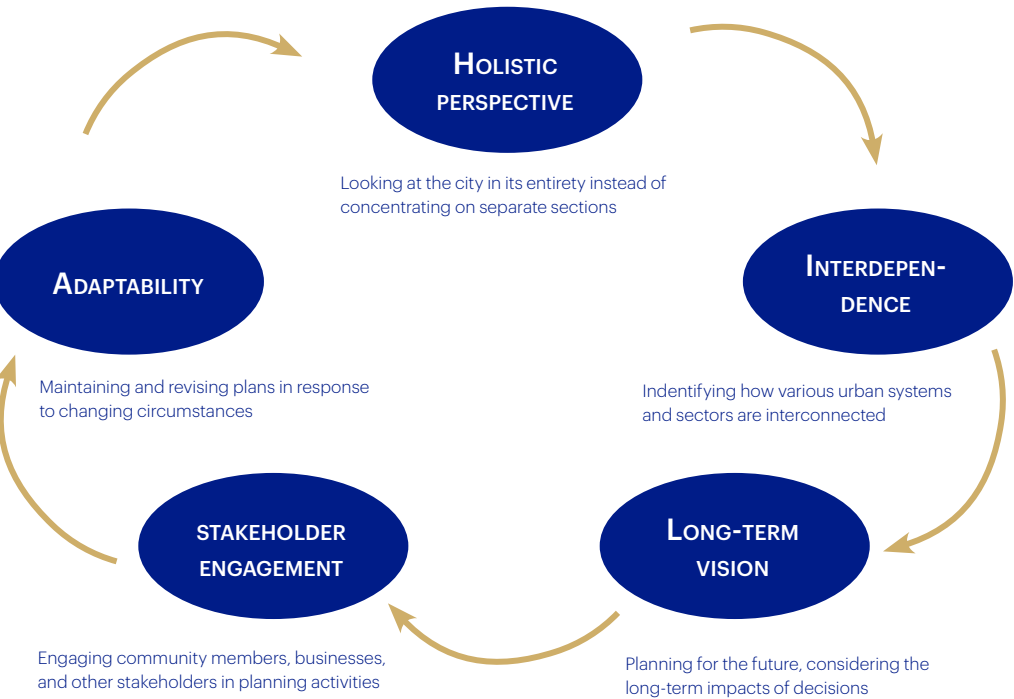 Holistic
perspective
Looking at the city in its entirety instead of
concentrating on separate sections
Interdepen-
dence
Indentifying how various urban systems
and sectors are interconnected
Long-term
vision
Planning for the future, considering the
long-term impacts of decisions
stakeholder
engagement
Engaging community members, businesses,
and other stakeholders in planning activities
Adaptability
Maintaining and revising plans in response
to changing circumstances